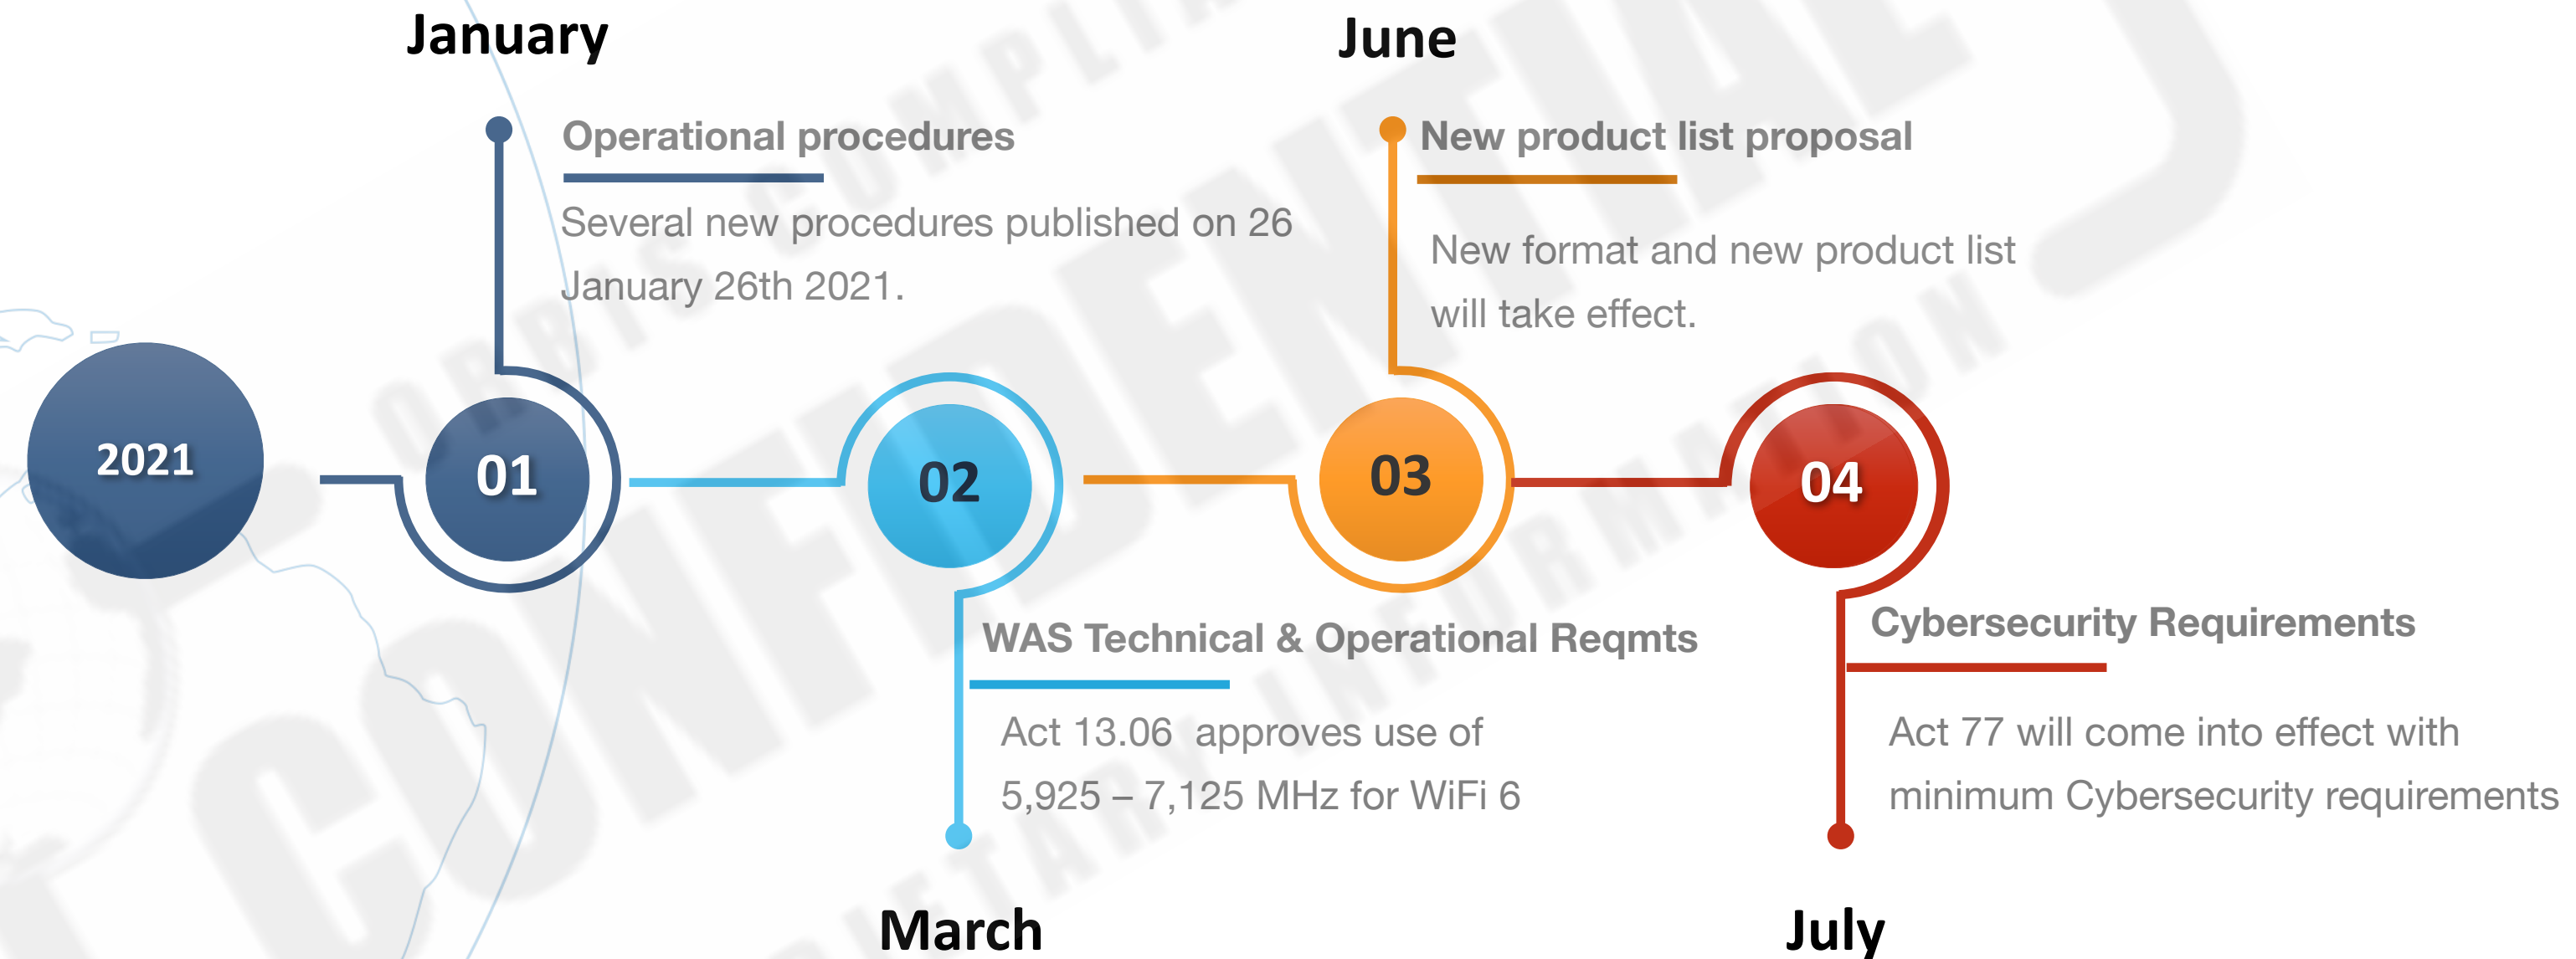 January
Operational procedures
Several new procedures published on 26
January 26th 2021.
June
New product list proposal
New format and new product list
will take effect.
2021
01
02
03
04
WAS Technical & Operational Reqmts
Act 13.06 approves use of
5,925 – 7,125 MHz for WiFi 6
March
Cybersecurity Requirements
Act 77 will come into effect with
minimum Cybersecurity requirements
July
CONFIDENTIAL